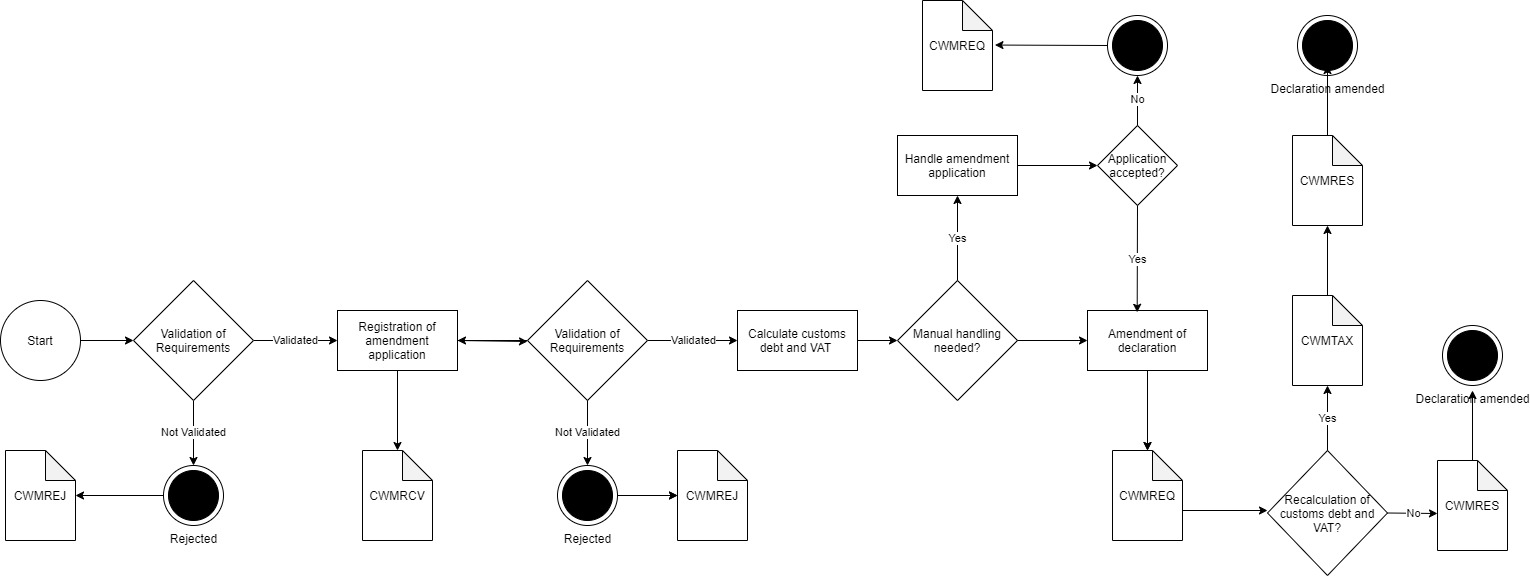 Start
Validation of
Requirements
Validated
Not Validated
Rejected
CWMREJ
Registration of
amendment
application
CWMRCV
Validation of
Requirements
Validated
Not Validated
Rejected
CWMREJ
Calculate customs
debt and VAT
Manual handling
needed?
Yes
Handle amendment
application
Application
accepted?
No
CWMREQ
Yes
Amendment of
declaration
CWMREQ
Recalculation of
customs debt and
VAT?
Yes
CWMTAX
CWMRES
Declaration amended
No
CWMRES
Declaration amended